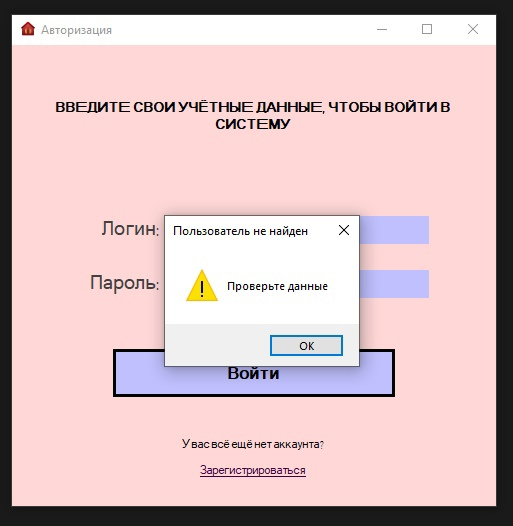 Авторизация
ВВЕДИТЕ СВОИ УЧЁТНЫЕ ДАННЫЕ, ЧТОБЫ ВОЙТИ В
СИСТЕМУ
Логин:
Пользователь не найден
Пароль:
Проверьте данные
ОК
Войти
У вас всё ещё нет аккаунта?
Зарегистрироваться